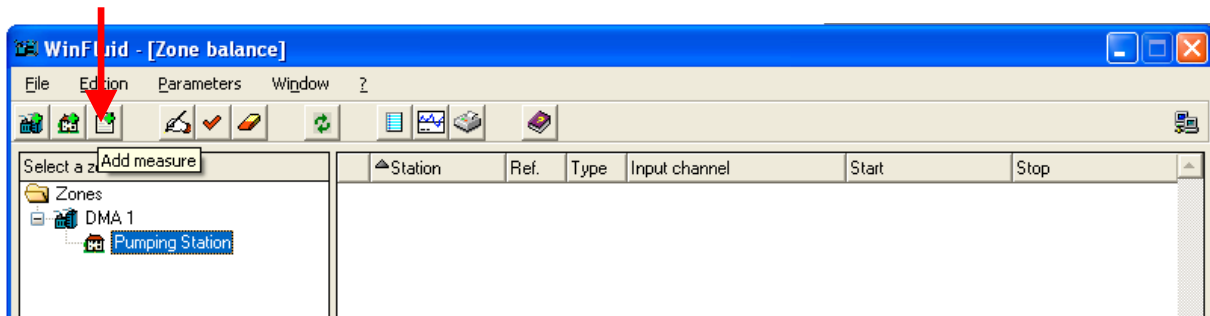 WinFluid - [Zone balance]
File Edition Parameters Window ?
Add measure
Select a z
Station Ref. Type Input channel Start Stop
Zones
DMA 1
Pumping Station